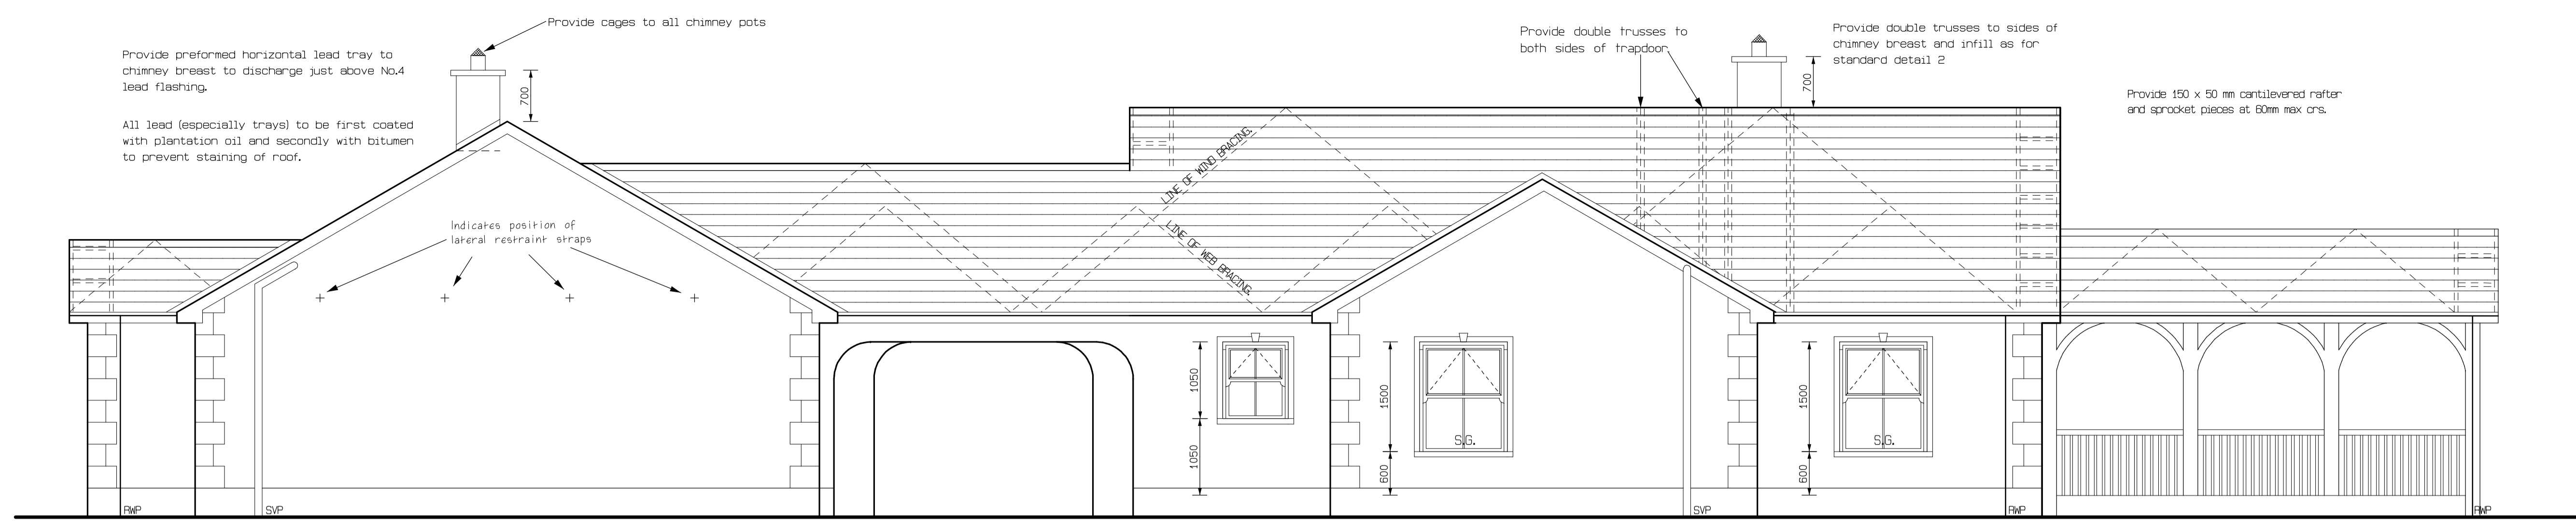 Provide cages to all chimney pots
Provide preformed horizontal lead tray to
chimney breast to discharge just above No.4
lead flashing.
All lead (especially trays) to be first coated
with plantation oil and secondly with bitumen
to prevent staining of roof.
700
Provide double trusses to
both sides of trapdoor
Provide double trusses to sides of
chimney breast and infill as for
standard detail 2
700
Provide 150 x 50 mm cantilevered rafter
and sprocket pieces at 60mm max crs.
LINE OF WIND BRACING.
LINE OF WEB BRACING.
Indicates position of
lateral restraint straps
1050
1050
1500
600
S.G.
1500
600
S.G.
RWP
SVP
SVP
RWP
RWP